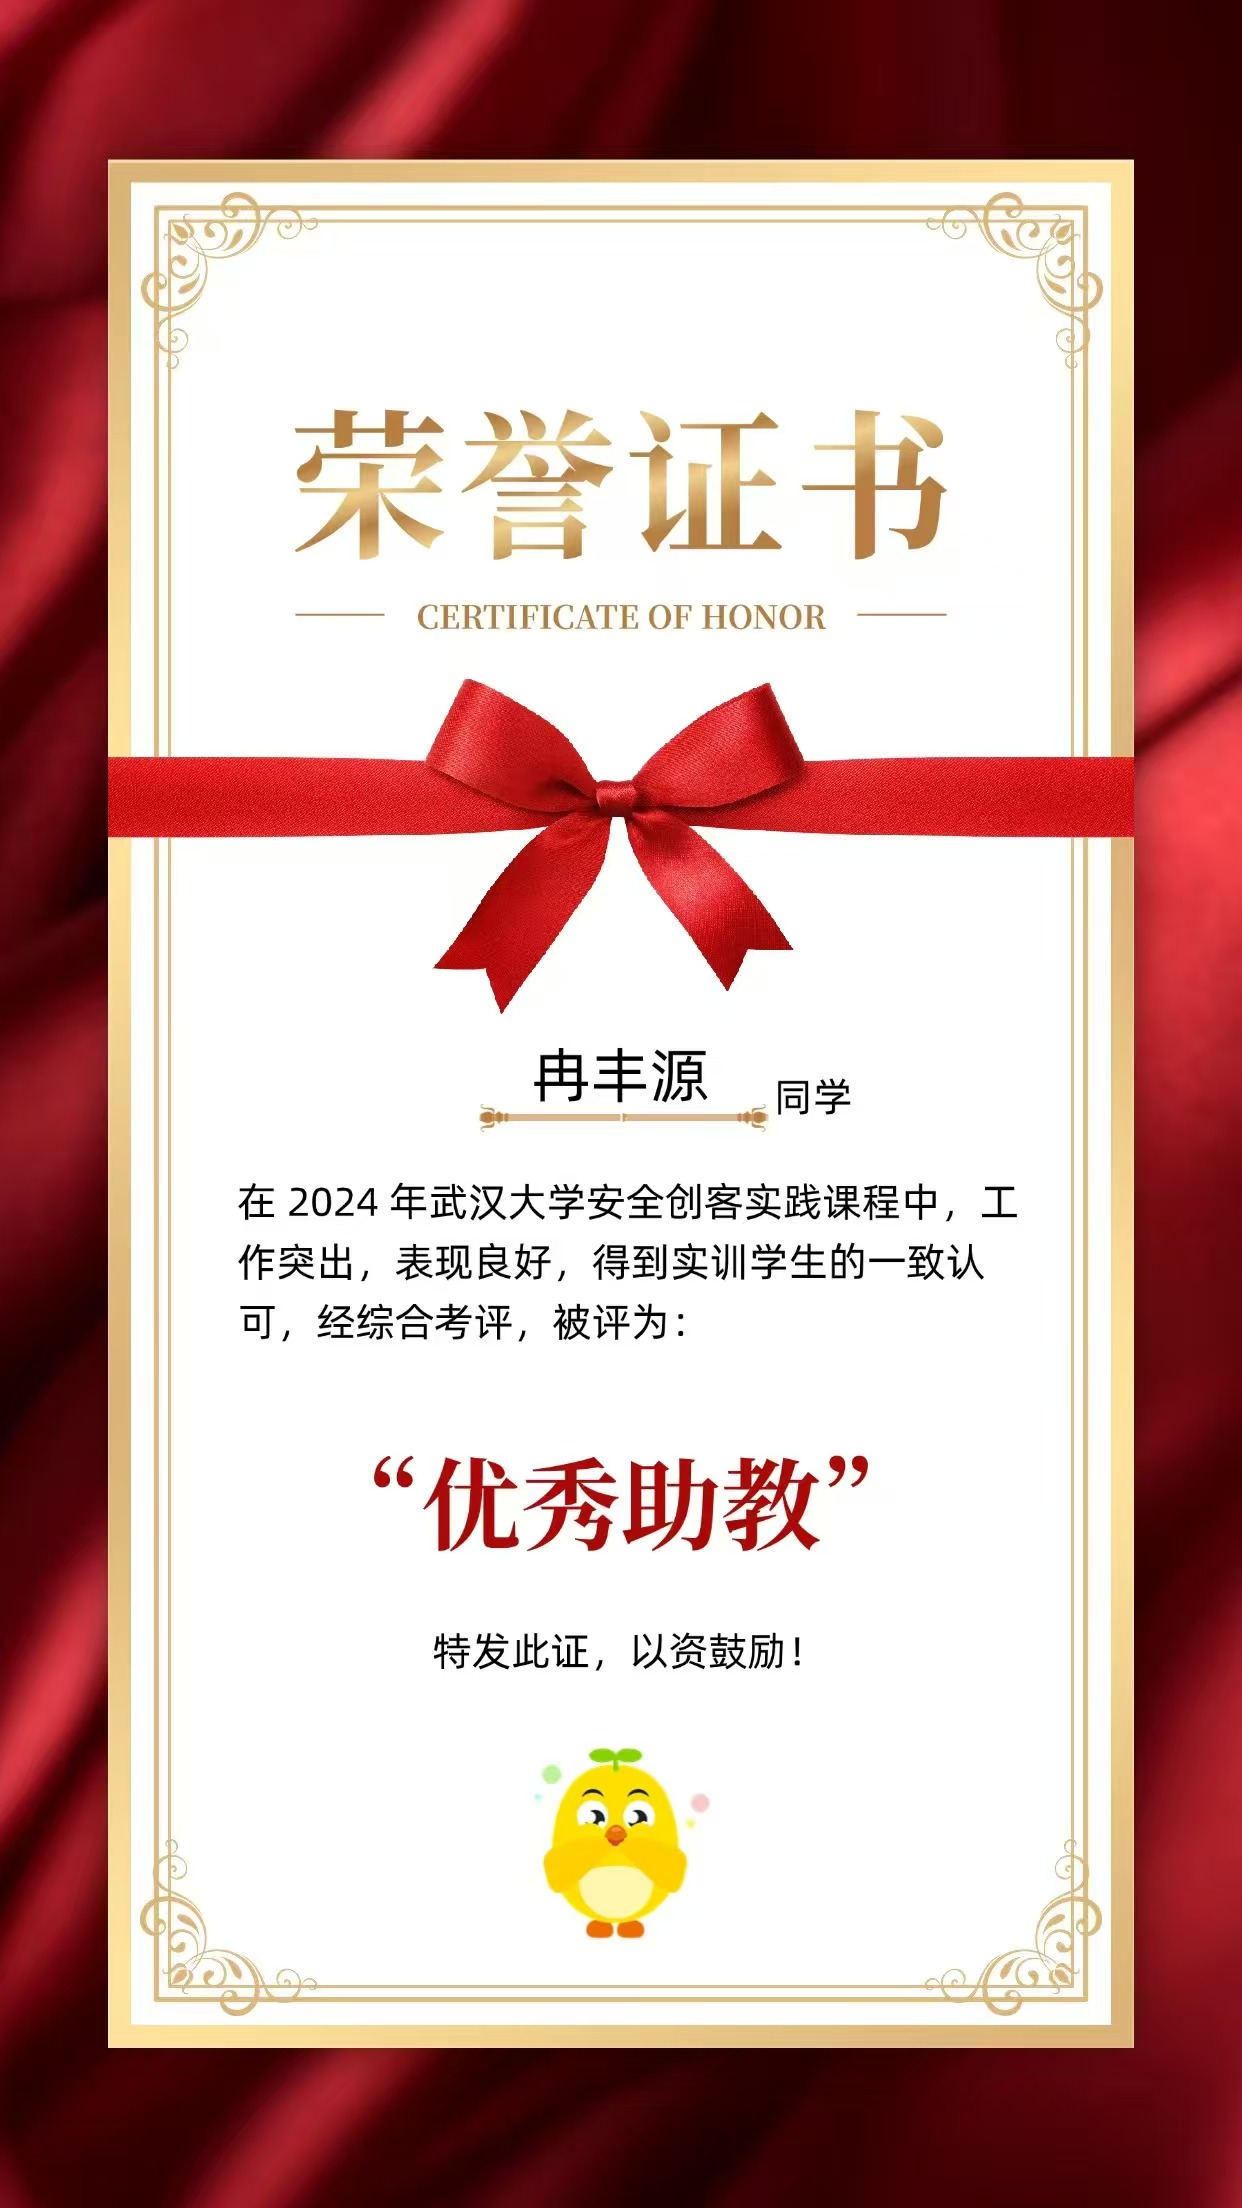 荣誉证书
CERTIFICATE OF HONOR
冉丰源 同学
在 2024 年武汉大学安全创客实践课程中，工
作突出，表现良好，得到实训学生的一致认
可，经综合考评，被评为：
“优秀助教”
特发此证，以资鼓励！